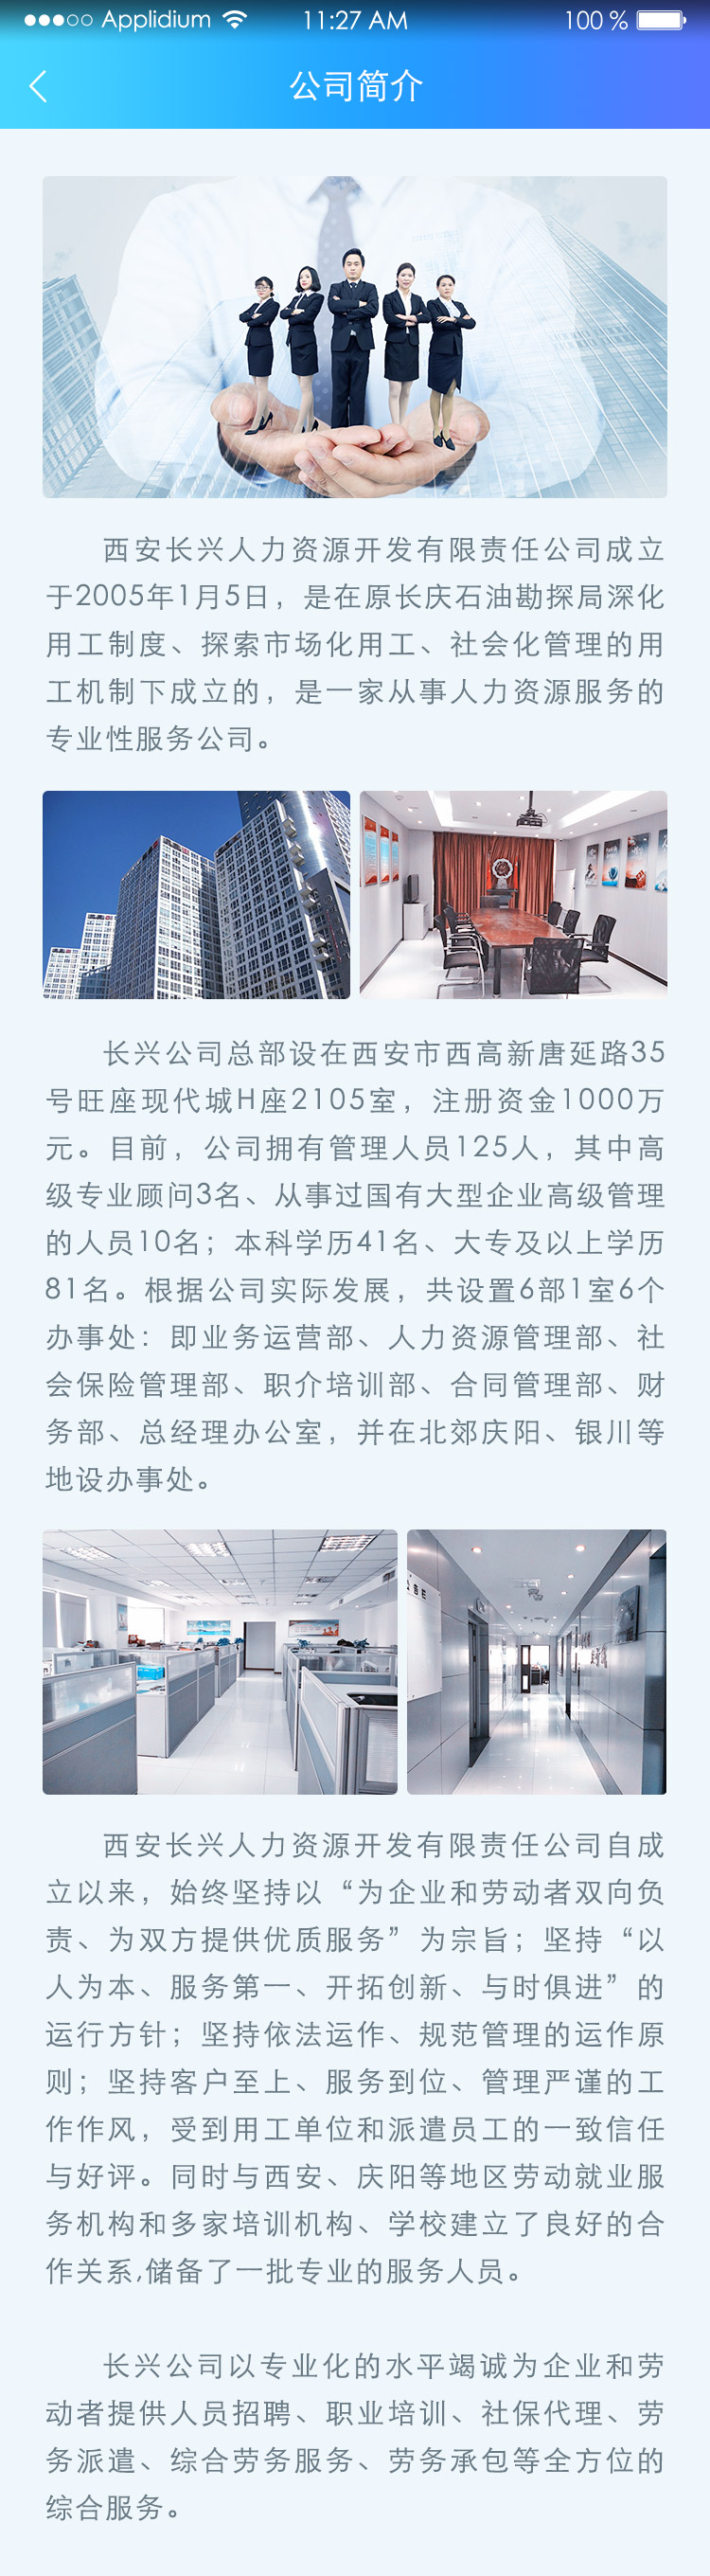 Applidium 11:27 AM 100 %
公司简介
西安长兴人力资源开发有限责任公司成立
于2005年1月5日，是在原长庆石油勘探局深化
用工制度、探索市场化用工、社会化管理的用
工机制下成立的，是一家从事人力资源服务的
专业性服务公司。
长兴公司总部设在西安市西高新唐延路35
号旺座现代城H座2105室，注册资金1000万
元。目前，公司拥有管理人员125人，其中高
级专业顾问3名、从事过国有大型企业高级管理
的人员10名；本科学历41名、大专及以上学历
81名。根据公司实际发展，共设置6部1室6个
办事处：即业务运营部、人力资源管理部、社
会保险管理部、职介培训部、合同管理部、财
务部、总经理办公室，并在北郊庆阳、银川等
地设办事处。
西安长兴人力资源开发有限责任公司自成
立以来，始终坚持以“为企业和劳动者双向负
责、为双方提供优质服务”为宗旨；坚持“以
人为本、服务第一、开拓创新、与时俱进”的
运行方针；坚持依法运作、规范管理的运作原
则；坚持客户至上、服务到位、管理严谨的工
作作风，受到用工单位和派遣员工的一致信任
与好评。同时与西安、庆阳等地区劳动就业服
务机构和多家培训机构、学校建立了良好的合
作关系,储备了一批专业的服务人员。
长兴公司以专业化的水平竭诚为企业和劳
动者提供人员招聘、职业培训、社保代理、劳
务派遣、综合劳务服务、劳务承包等全方位的
综合服务。